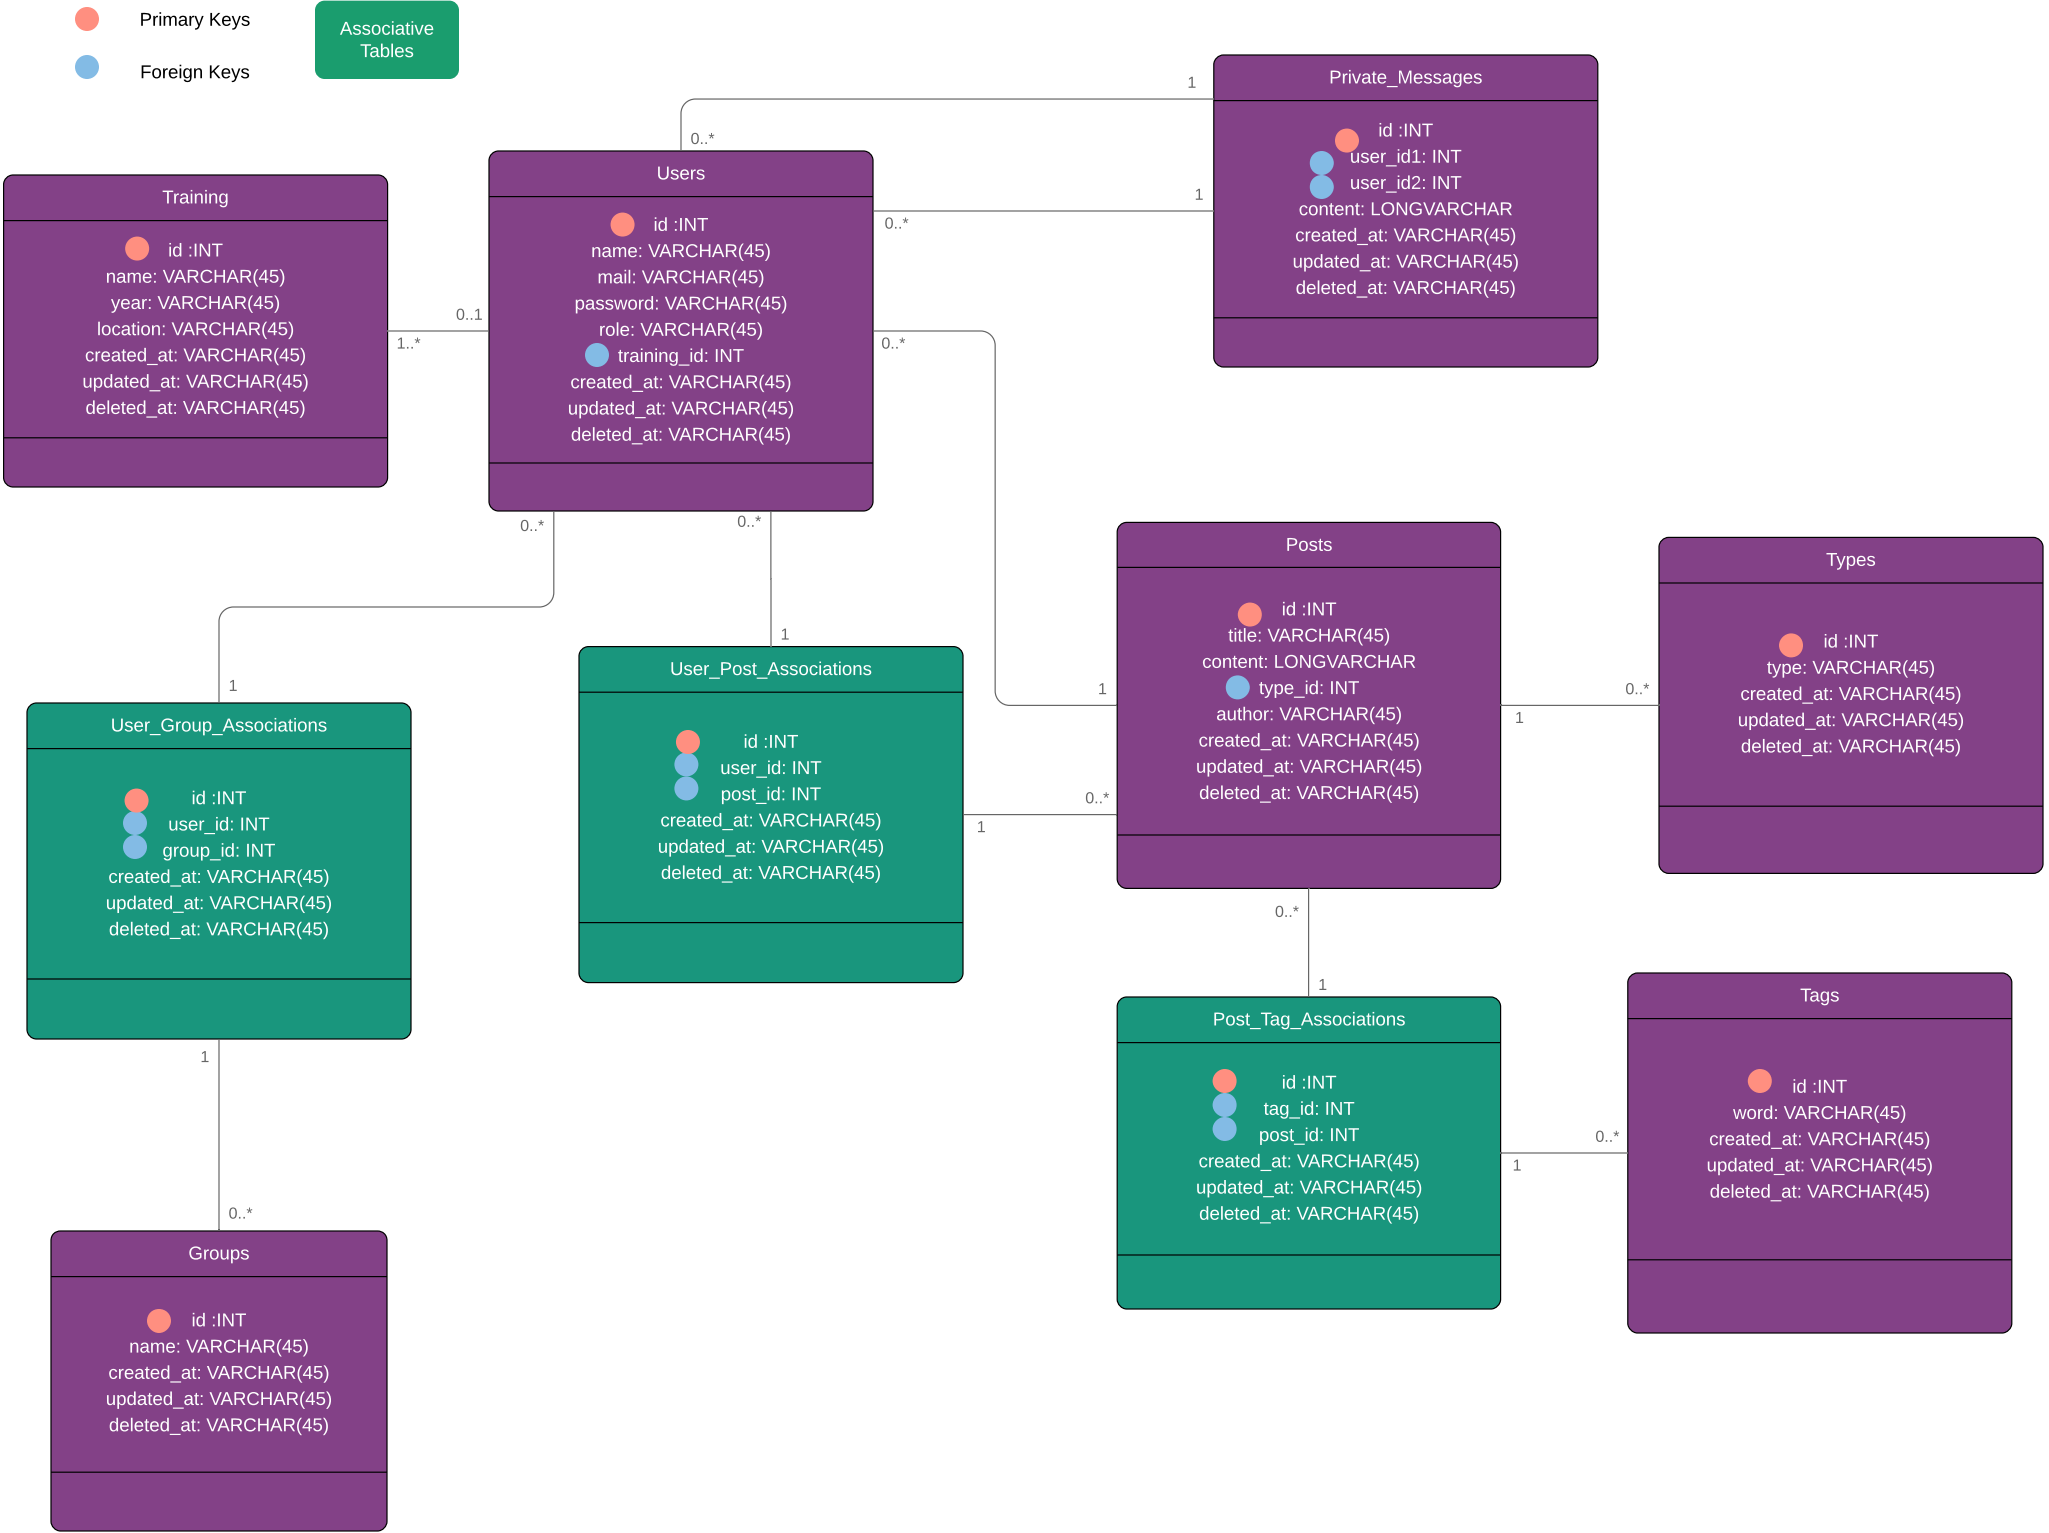 Primary Keys
Foreign Keys
Associative
Tables
Private_Messages
id :INT
user_id1: INT
user_id2: INT
content: LONGVARCHAR
created_at: VARCHAR(45)
updated_at: VARCHAR(45)
deleted_at: VARCHAR(45)
1
0..*
1
0..*
Users
id :INT
name: VARCHAR(45)
mail: VARCHAR(45)
password: VARCHAR(45)
role: VARCHAR(45)
training_id: INT
created_at: VARCHAR(45)
updated_at: VARCHAR(45)
deleted_at: VARCHAR(45)
Training
id :INT
name: VARCHAR(45)
year: VARCHAR(45)
location: VARCHAR(45)
created_at: VARCHAR(45)
updated_at: VARCHAR(45)
deleted_at: VARCHAR(45)
0..1
1..*
0..*
0..*
0..*
1
1
1
Posts
id :INT
title: VARCHAR(45)
content: LONGVARCHAR
type_id: INT
author: VARCHAR(45)
created_at: VARCHAR(45)
updated_at: VARCHAR(45)
deleted_at: VARCHAR(45)
0..*
1
Types
id :INT
type: VARCHAR(45)
created_at: VARCHAR(45)
updated_at: VARCHAR(45)
deleted_at: VARCHAR(45)
User_Post_Associations
id :INT
user_id: INT
post_id: INT
created_at: VARCHAR(45)
updated_at: VARCHAR(45)
deleted_at: VARCHAR(45)
0..*
1
User_Group_Associations
id :INT
user_id: INT
group_id: INT
created_at: VARCHAR(45)
updated_at: VARCHAR(45)
deleted_at: VARCHAR(45)
0..*
1
Post_Tag_Associations
id :INT
tag_id: INT
post_id: INT
created_at: VARCHAR(45)
updated_at: VARCHAR(45)
deleted_at: VARCHAR(45)
0..*
1
Tags
id :INT
word: VARCHAR(45)
created_at: VARCHAR(45)
updated_at: VARCHAR(45)
deleted_at: VARCHAR(45)
1
0..*
Groups
id :INT
name: VARCHAR(45)
created_at: VARCHAR(45)
updated_at: VARCHAR(45)
deleted_at: VARCHAR(45)